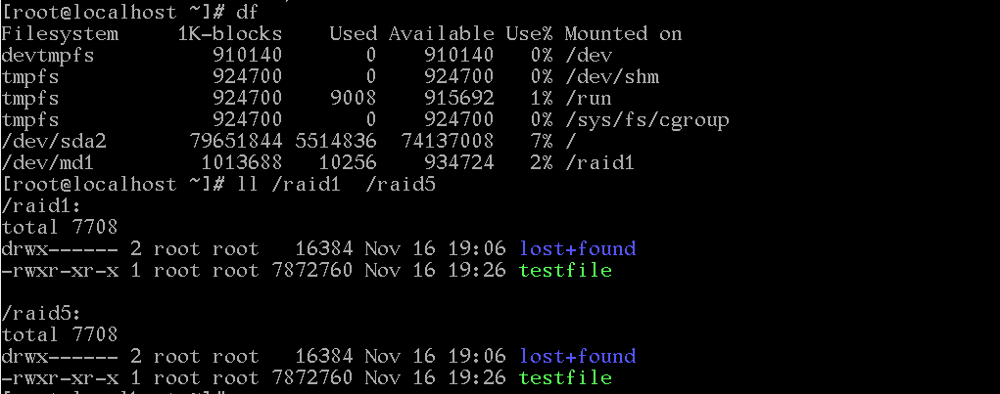 [root@localhost ~]# df
Filesystem     1K-blocks    Used Available Use% Mounted on
devtmpfs          910140       0    910140   0% /dev
tmpfs             924700       0    924700   0% /dev/shm
tmpfs             924700    9008    915692   1% /run
tmpfs             924700       0    924700   0% /sys/fs/cgroup
/dev/sda2       79651844 5514836  74137008   7% /
/dev/md1         1013688   10256    934724   2% /raid1
[root@localhost ~]# ll /raid1  /raid5
/raid1:
total 7708
drwx------ 2 root root   16384 Nov 16 19:06 lost+found
-rwxr-xr-x 1 root root 7872760 Nov 16 19:26 testfile
/raid5:
total 7708
drwx------ 2 root root   16384 Nov 16 19:06 lost+found
-rwxr-xr-x 1 root root 7872760 Nov 16 19:26 testfile